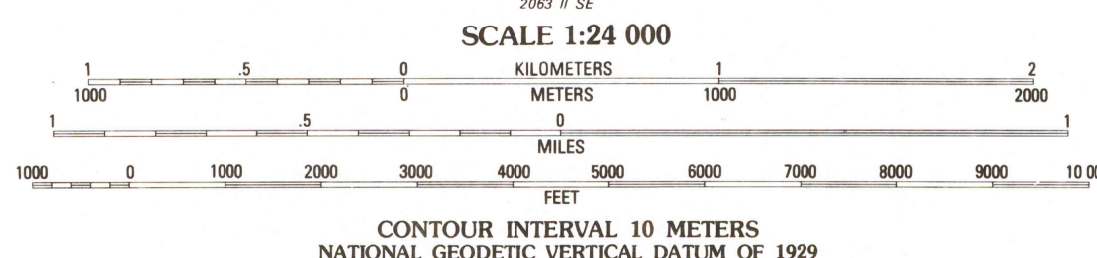 2063 II SE
SCALE 1:24 000
1 .5 0 KILOMETERS 1 2
1000 0 METERS 1000 2000
1 .5 0 1
MILES
1000 0 1000 2000 3000 4000 5000 6000 7000 8000 9000 10 00
FEET
CONTOUR INTERVAL 10 METERS
NATIONAL GEODETIC VERTICAL DATUM OF 1929